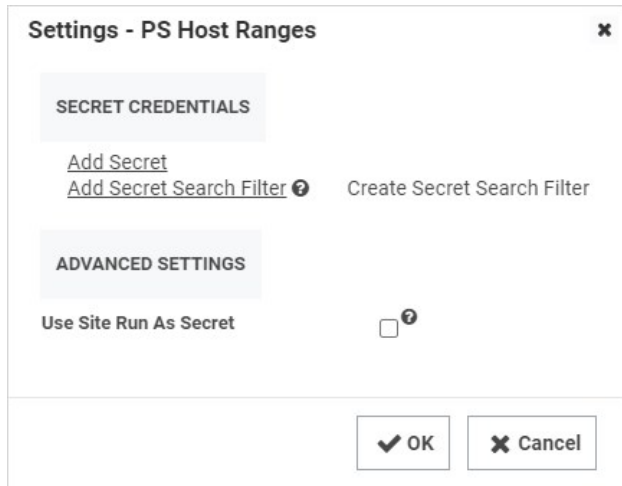 Settings - PS Host Ranges
SECRET CREDENTIALS
Add Secret
Add Secret Search Filter ? Create Secret Search Filter
ADVANCED SETTINGS
Use Site Run As Secret ?
OK Cancel